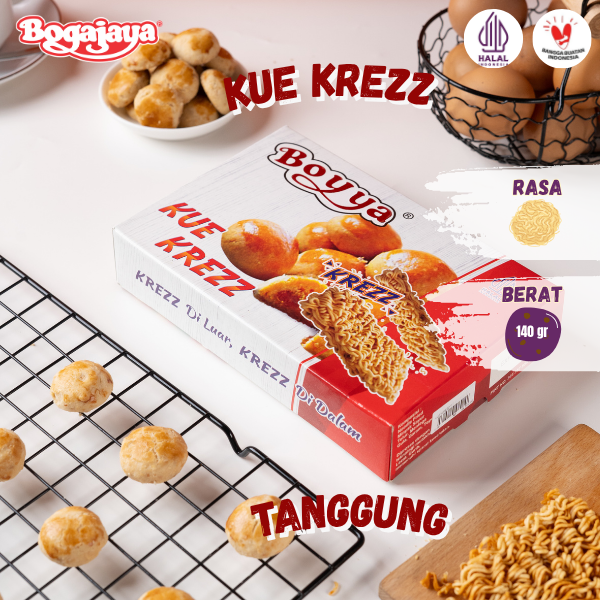 Bogajaya®
KUE KREZZ
HALAL
INDONESIA
BANGGA BUATAN
INDONESIA
Boyya®
KUE
KREZZ
KREZZ
KREZZ Di Luar, KREZZ Di Dalam
RASA
BERAT
140 gr
TANGGUNG